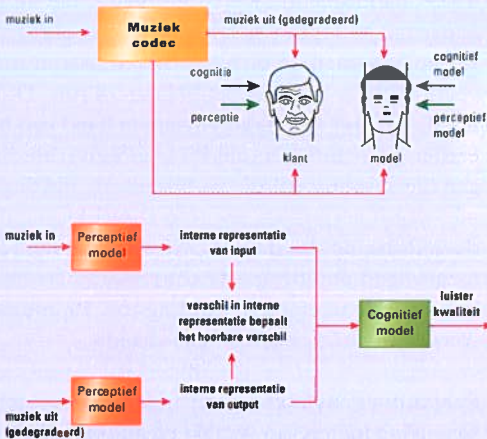 muziek in
Muziek
codec
muziek uit (gedegradeerd)
cognitie
perceptie
cognitief
model
perceptief
model
klant
model
muziek in
Perceptief
model
interne representatie
van input
verschil in interne
representatie bepaalt
het hoorbare verschil
Cognitief
model
luister
kwaliteit
Perceptief
model
interne representatie
van output
muziek uit
(gedegradeerd)